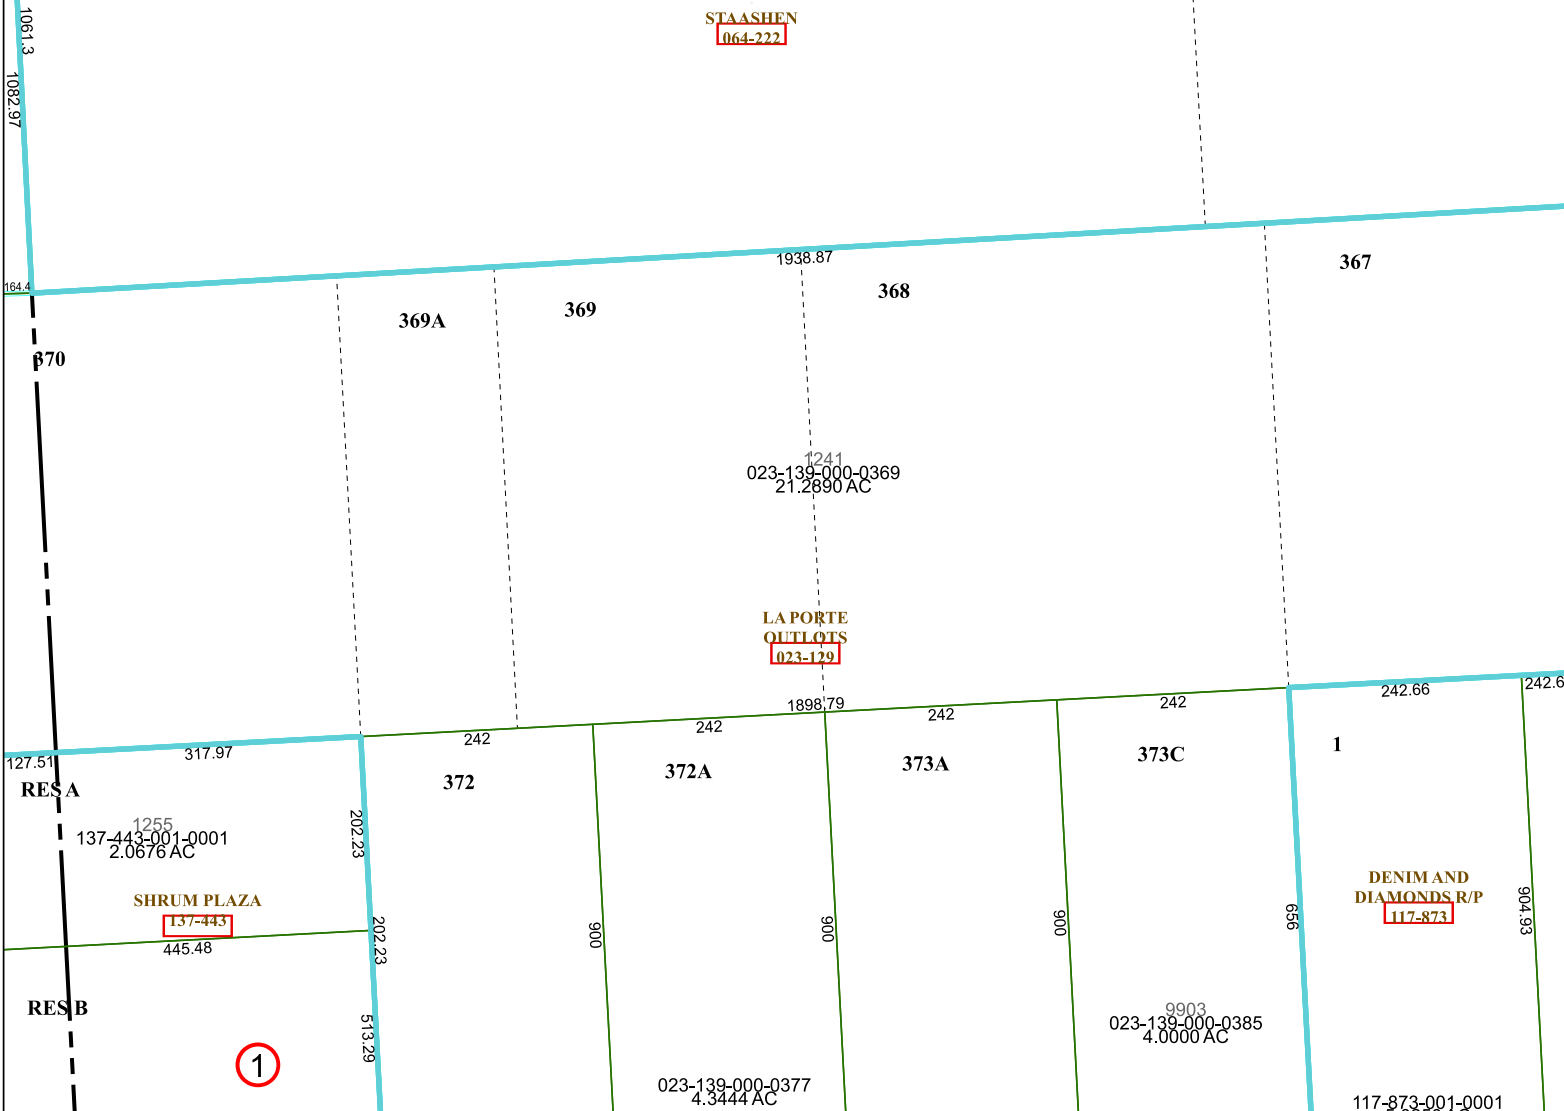 1061.3
1082.97
STAASHEN
064-222
1938.87
164.4
370
369A
369
368
367
1241
023-139-000-0369
21.2890 AC
LA PORTE
OUTLOTS
023-129
1898.79
127.51
317.97
242
242
242
242
242.66
242.6
RES A
372
372A
373A
373C
1
1255
137-443-001-0001
2.0676 AC
202.23
SHRUM PLAZA
137-443
445.48
202.23
900
900
900
656
DENIM AND
DIAMONDS R/P
117-873
904.93
RES B
513.29
1
9903
023-139-000-0385
4.0000 AC
023-139-000-0377
4.3444 AC
117-873-001-0001